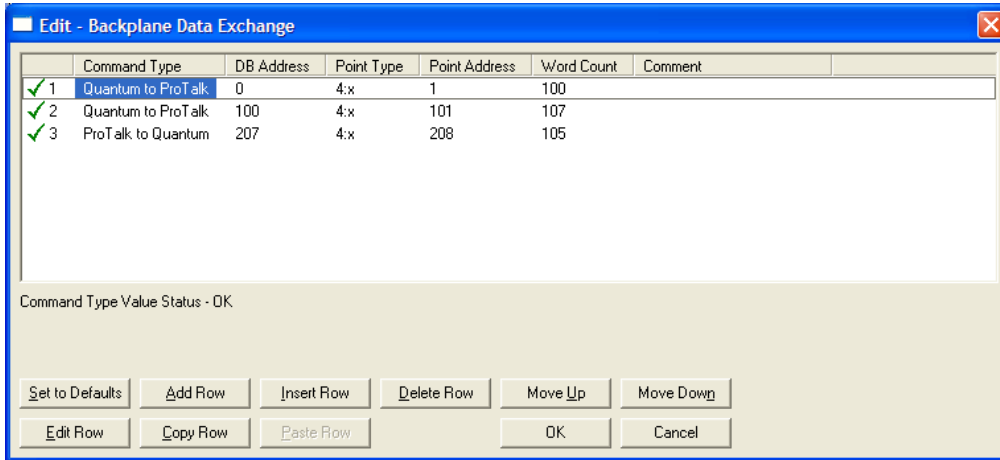 Edit - Backplane Data Exchange
Command Type DB Address Point Type Point Address Word Count Comment
1 Quantum to ProTalk 0 4:x 1 100
2 Quantum to ProTalk 100 4:x 101 107
3 ProTalk to Quantum 207 4:x 208 105
Command Type Value Status - OK
Set to Defaults Add Row Insert Row Delete Row Move Up Move Down
Edit Row Copy Row Paste Row OK Cancel